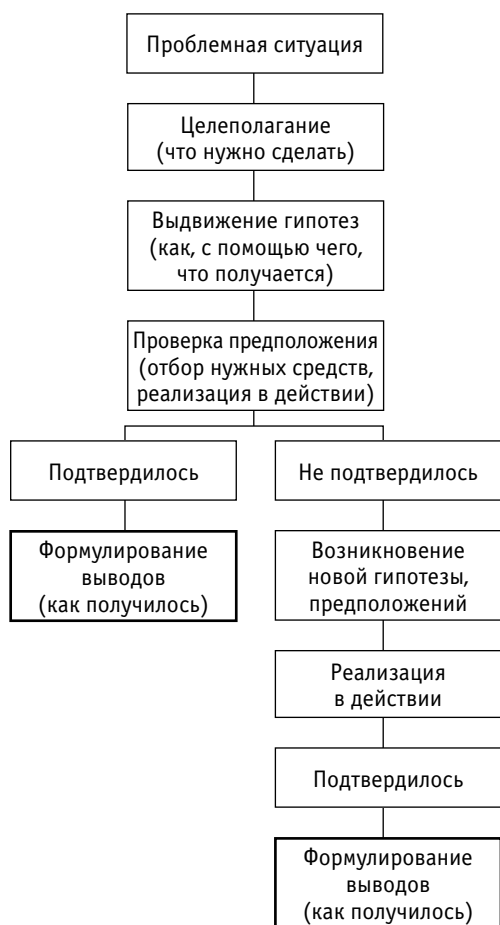 Проблемная ситуация
Целеполагание
(что нужно сделать)
Выдвижение гипотез
(как, с помощью чего,
что получается)
Проверка предположения
(отбор нужных средств,
реализация в действии)
Подтвердилось
Формулирование
выводов
(как получилось)
Не подтвердилось
Возникновение
новой гипотезы,
предположений
Реализация
в действии
Подтвердилось
Формулирование
выводов
(как получилось)